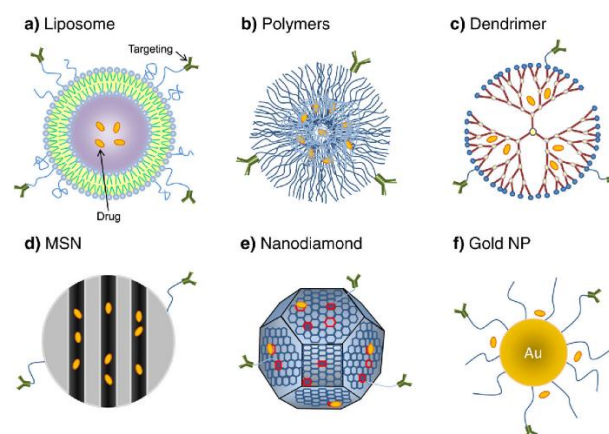 a) Liposome
Targeting
Drug
b) Polymers
c) Dendrimer
d) MSN
e) Nanodiamond
f) Gold NP
Au